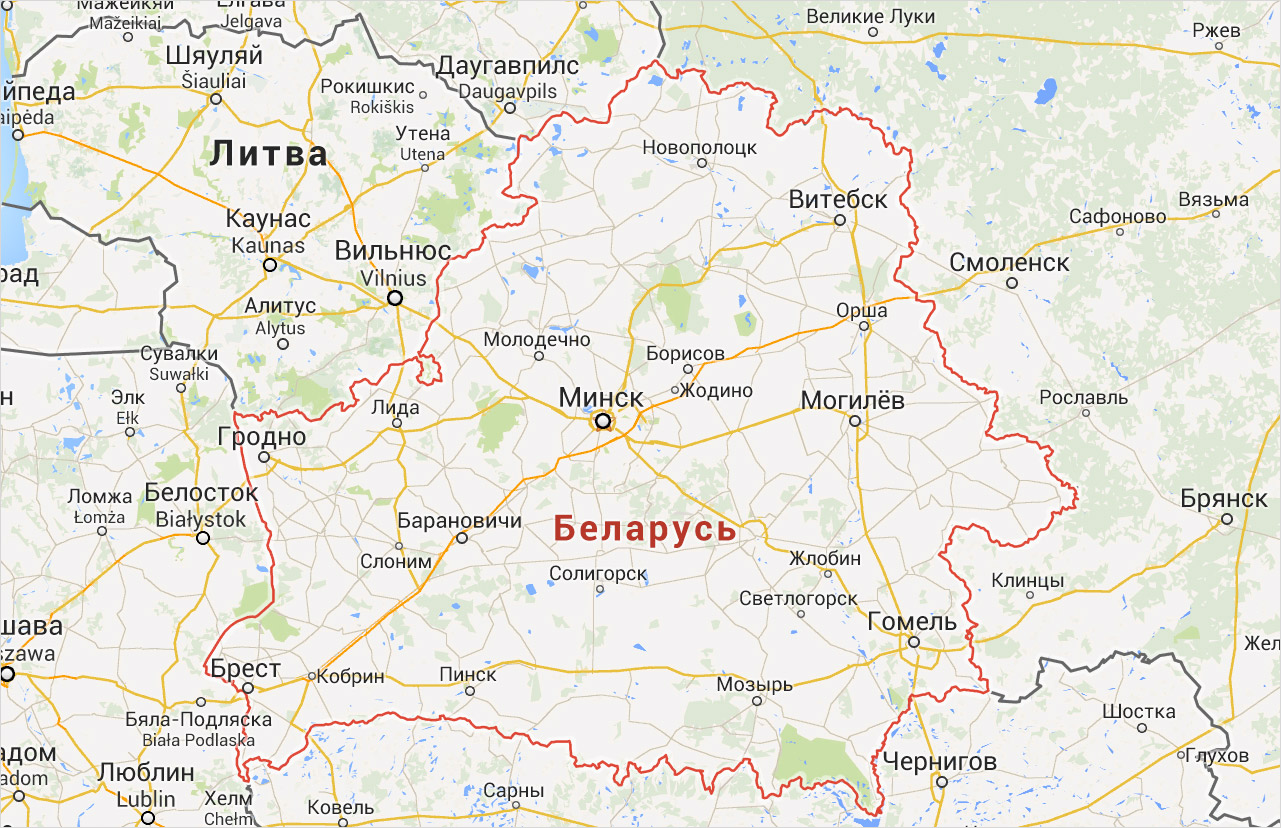 Мажейкяй
Mažeikiai
Елгава
Jelgava
Великие Луки
Ржев
Шяуляй
Šiauliai
Даугавпилс
Daugavpils
Рокишкис
Rokiškis
йпеда
aipėda
Утена
Utena
Литва
Новополоцк
Витебск
Вязьма
Сафоново
Каунас
Kaunas
Вильнюс
Vilnius
Смоленск
рад
Алитус
Alytus
Орша
Молодечно
Борисов
Сувалки
Suwałki
Жодино
Минск
Могилёв
Рославль
Элк
Ełk
н
Лида
Гродно
Ломжа
Łomża
Белосток
Białystok
Брянск
Барановичи
Беларусь
Слоним
Солигорск
Жлобин
Клинцы
Светлогорск
Гомель
шава
szawa
Жел
Брест
Кобрин
Пинск
Мозырь
Бяла-Подляска
Biała Podlaska
Шостка
адом
adom
Люблин
Lublin
Чернигов
Глухов
Хелм
Chełm
Ковель
Сарны